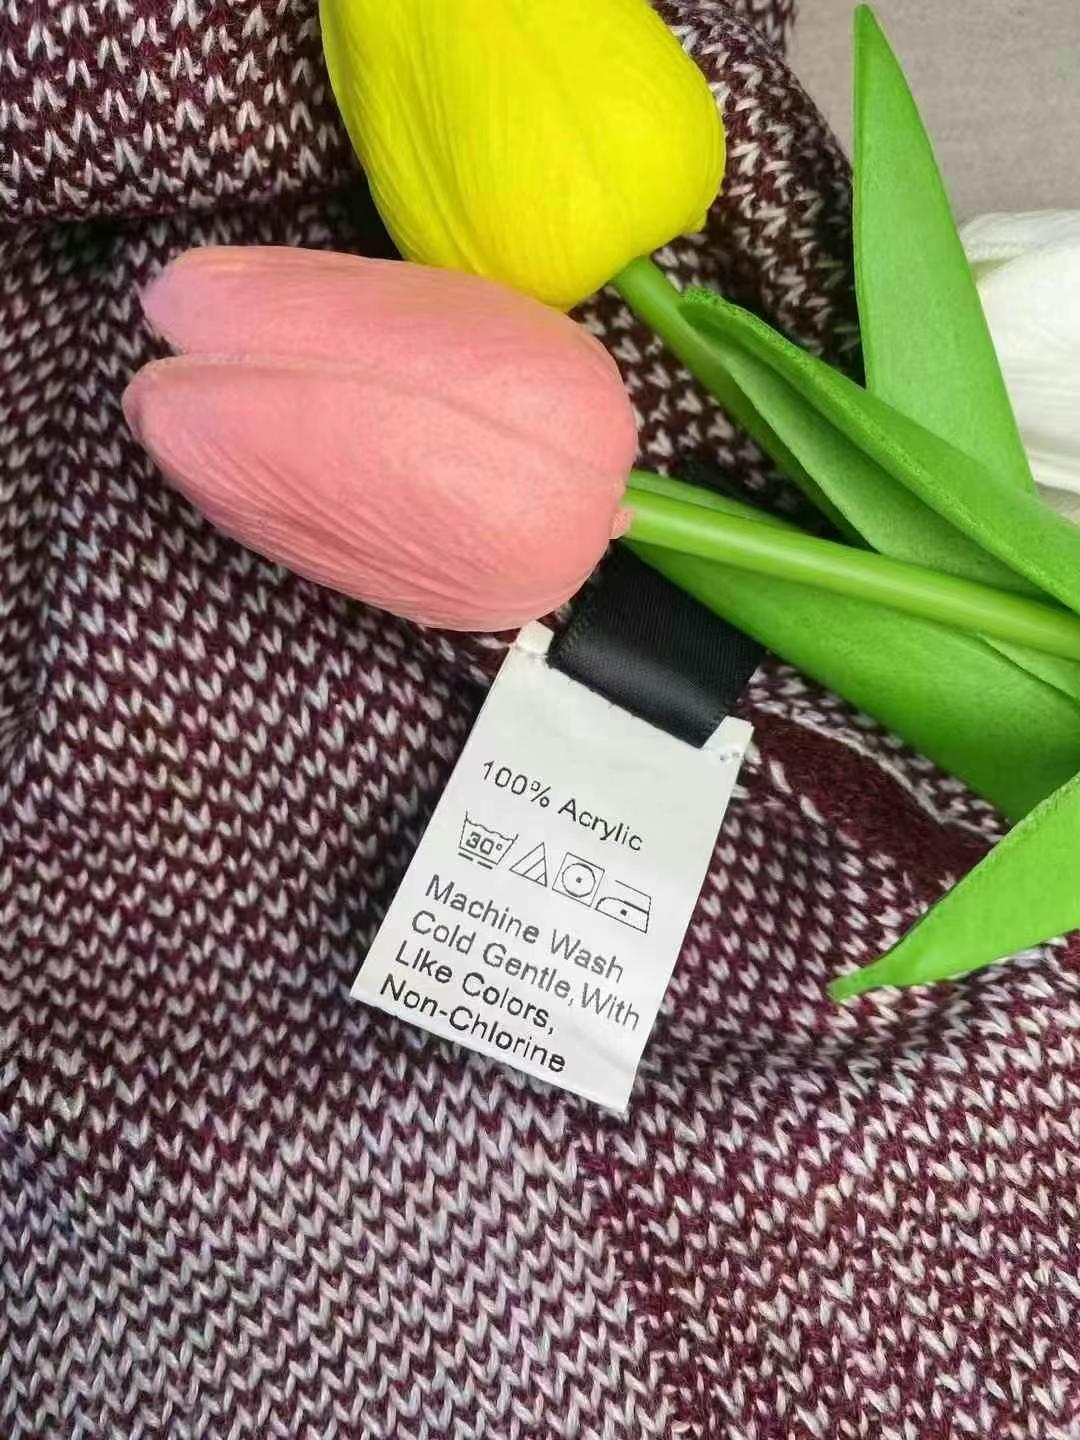 100% Acrylic
30°
Machine Wash
Cold Gentle, With
Like Colors,
Non-Chlorine